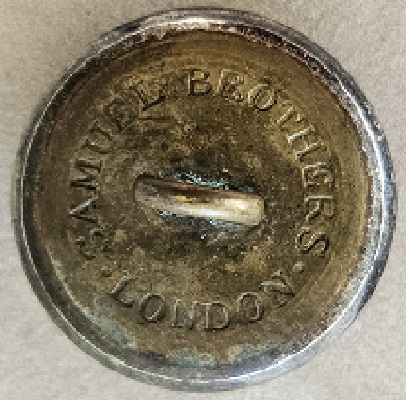 SAMUEL BROTHERS
· LONDON ·